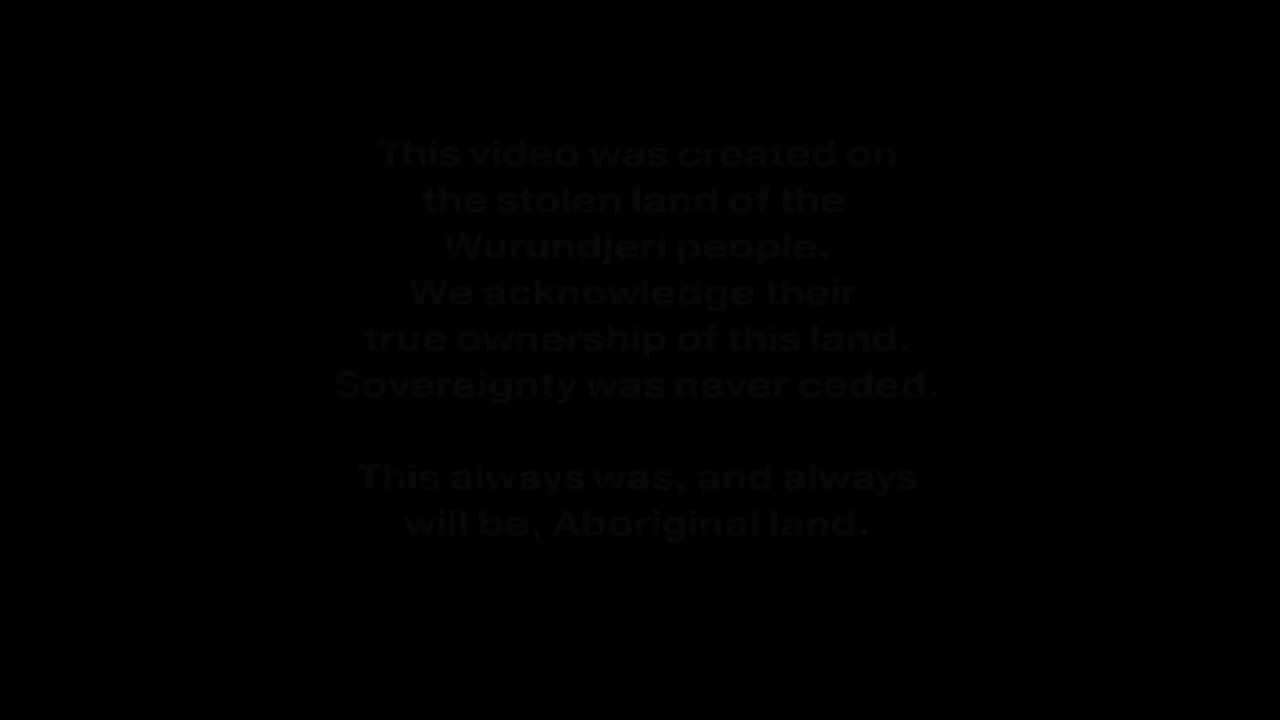 This video was created on
the stolen land of the
Wurundjeri people.
We acknowledge their
true ownership of this land.
Sovereignty was never ceded.
This always was, and always
will be, Aboriginal land.